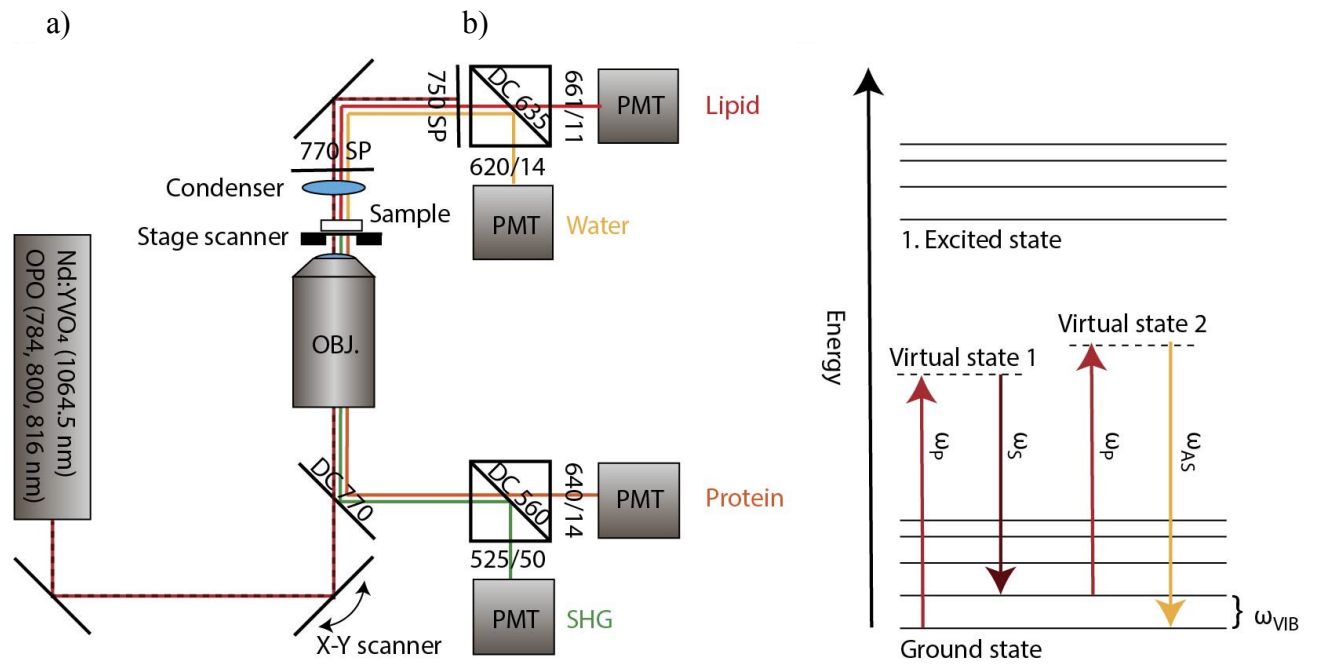 a)
b)
750 SP
DC 635
661/11
PMT
Lipid
770 SP
620/14
Condenser
PMT
Water
Sample
Stage scanner
Nd:YVO₄ (1064.5 nm)
OPO (784, 800, 816 nm)
OBJ.
DC 770
DC 560
640/14
PMT
Protein
525/50
PMT
SHG
X-Y scanner
Energy
1. Excited state
Virtual state 2
Virtual state 1
ωP
ωS
ωP
ωAS
} ωVIB
Ground state